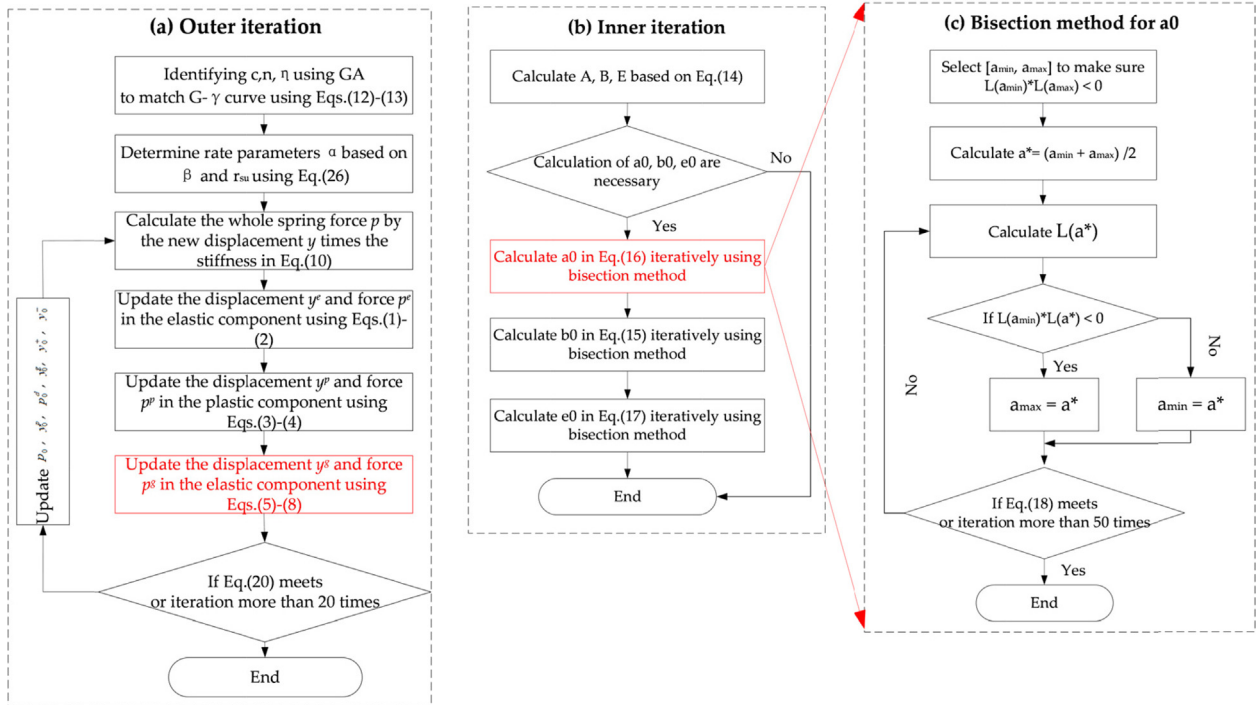 (a) Outer iteration
Identifying c,n, η using GA
to match G- γ curve using Eqs.(12)-(13)
Determine rate parameters α based on
β and rsu using Eq.(26)
Calculate the whole spring force p by
the new displacement y times the
stiffness in Eq.(10)
Update the displacement yᵉ and force pᵉ
in the elastic component using Eqs.(1)-
(2)
Update the displacement yᵖ and force
pᵖ in the plastic component using
Eqs.(3)-(4)
Update the displacement yᵍ and force
pᵍ in the elastic component using
Eqs.(5)-(8)
If Eq.(20) meets
or iteration more than 20 times
End
Update
(b) Inner iteration
Calculate A, B, E based on Eq.(14)
Calculation of a0, b0, e0 are
necessary
No
Yes
Calculate a0 in Eq.(16) iteratively using
bisection method
Calculate b0 in Eq.(15) iteratively using
bisection method
Calculate e0 in Eq.(17) iteratively using
bisection method
End
(c) Bisection method for a0
Select [amin, amax] to make sure
L(amin)*L(amax) < 0
Calculate a*= (amin + amax) /2
Calculate L(a*)
If L(amin)*L(a*) < 0
No
Yes
No
amax = a*
amin = a*
If Eq.(18) meets
or iteration more than 50 times
Yes
End